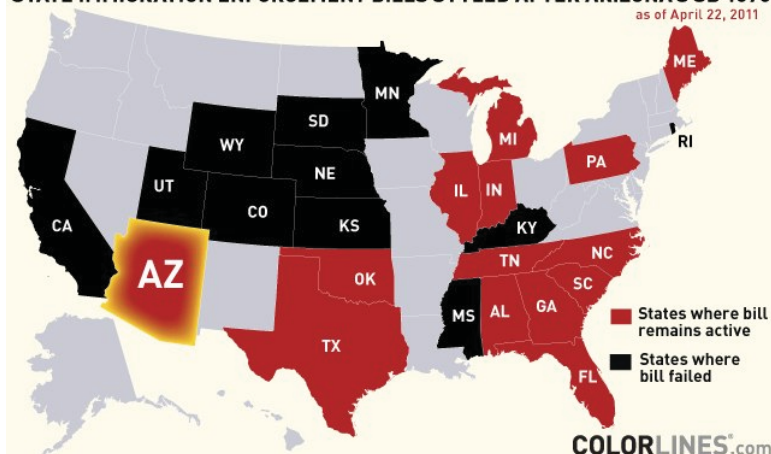 as of April 22, 2011
ME
MN
SD
WY
MI
RI
NE
PA
UT
IL
IN
CO
KS
KY
CA
NC
TN
AZ
OK
SC
MS
AL
GA
States where bill
remains active
TX
States where
bill failed
FL
COLORLINES.com